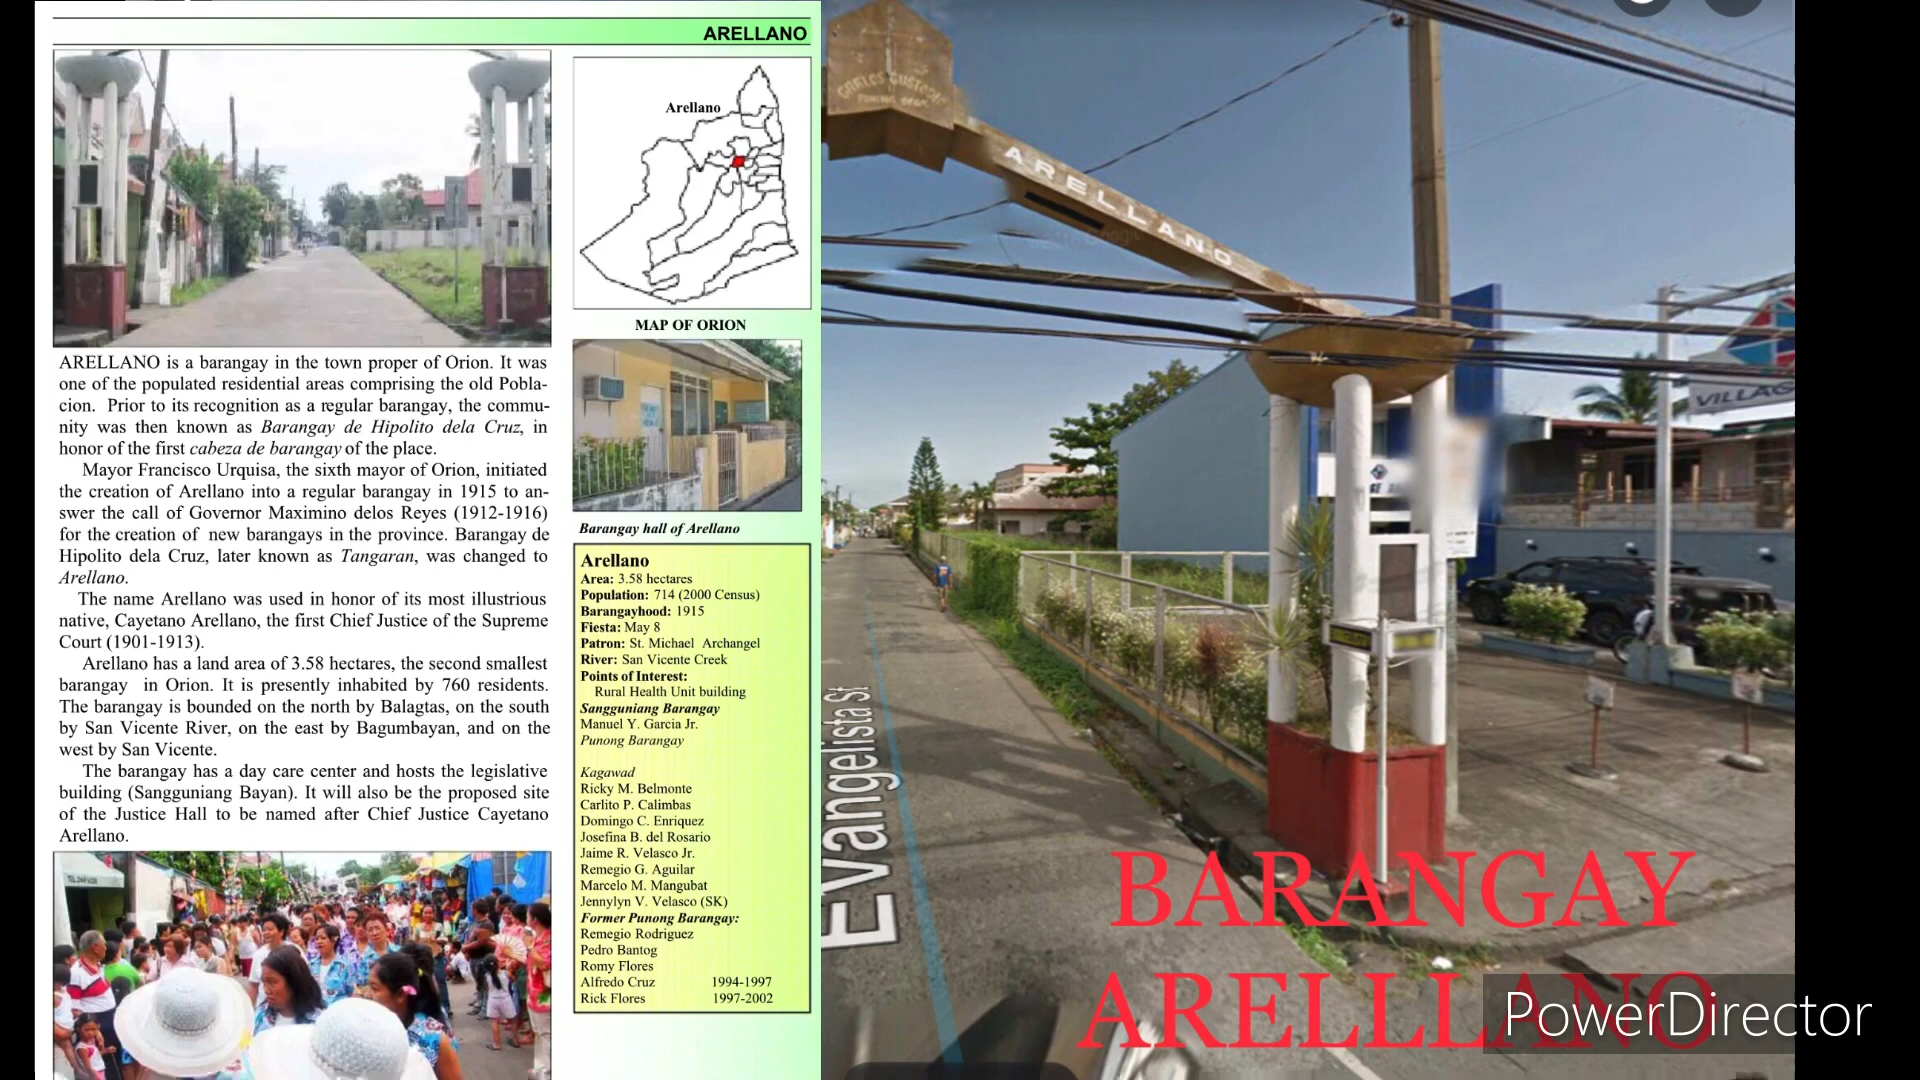 ARELLANO
ARELLANO is a barangay in the town proper of Orion. It was
one of the populated residential areas comprising the old Pobla-
cion. Prior to its recognition as a regular barangay, the commu-
nity was then known as Barangay de Hipolito dela Cruz, in
honor of the first cabeza de barangay of the place.
Mayor Francisco Urquisa, the sixth mayor of Orion, initiated
the creation of Arellano into a regular barangay in 1915 to an-
swer the call of Governor Maximino delos Reyes (1912-1916)
for the creation of new barangays in the province. Barangay de
Hipolito dela Cruz, later known as Tangaran, was changed to
Arellano.
The name Arellano was used in honor of its most illustrious
native, Cayetano Arellano, the first Chief Justice of the Supreme
Court (1901-1913).
Arellano has a land area of 3.58 hectares, the second smallest
barangay in Orion. It is presently inhabited by 760 residents.
The barangay is bounded on the north by Balagtas, on the south
by San Vicente River, on the east by Bagumbayan, and on the
west by San Vicente.
The barangay has a day care center and hosts the legislative
building (Sangguniang Bayan). It will also be the proposed site
of the Justice Hall to be named after Chief Justice Cayetano
Arellano.
Arellano
MAP OF ORION
Barangay hall of Arellano
Arellano
Area: 3.58 hectares
Population: 714 (2000 Census)
Barangayhood: 1915
Fiesta: May 8
Patron: St. Michael Archangel
River: San Vicente Creek
Points of Interest:
Rural Health Unit building
Sangguniang Barangay
Manuel Y. Garcia Jr.
Punong Barangay
Kagawad
Ricky M. Belmonte
Carlito P. Calimbas
Domingo C. Enriquez
Josefina B. del Rosario
Jaime R. Velasco Jr.
Remegio G. Aguilar
Marcelo M. Mangubat
Jennylyn V. Velasco (SK)
Former Punong Barangay:
Remegio Rodriguez
Pedro Bantog
Romy Flores
Alfredo Cruz 1994-1997
Rick Flores 1997-2002
CARLOS
ARELLANO
Google
VILLAG
Evangelista St
BARANGAY
ARELLLANO
PowerDirector